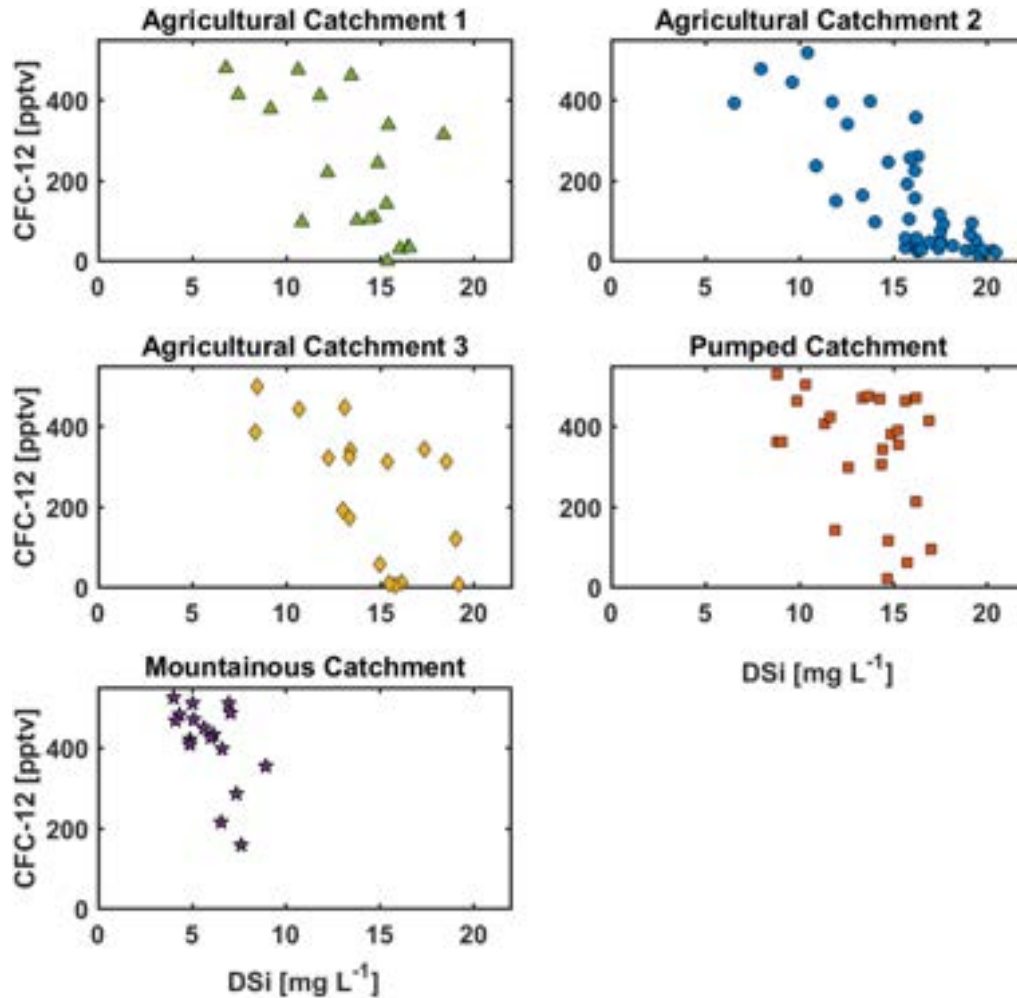 Agricultural Catchment 1
Agricultural Catchment 2
CFC-12 [pptv]
400
200
0
0 5 10 15 20
CFC-12 [pptv]
400
200
0
0 5 10 15 20
Agricultural Catchment 3
Pumped Catchment
CFC-12 [pptv]
400
200
0
0 5 10 15 20
400
200
0
0 5 10 15 20
DSi [mg L⁻¹]
Mountainous Catchment
CFC-12 [pptv]
400
200
0
0 5 10 15 20
DSi [mg L⁻¹]